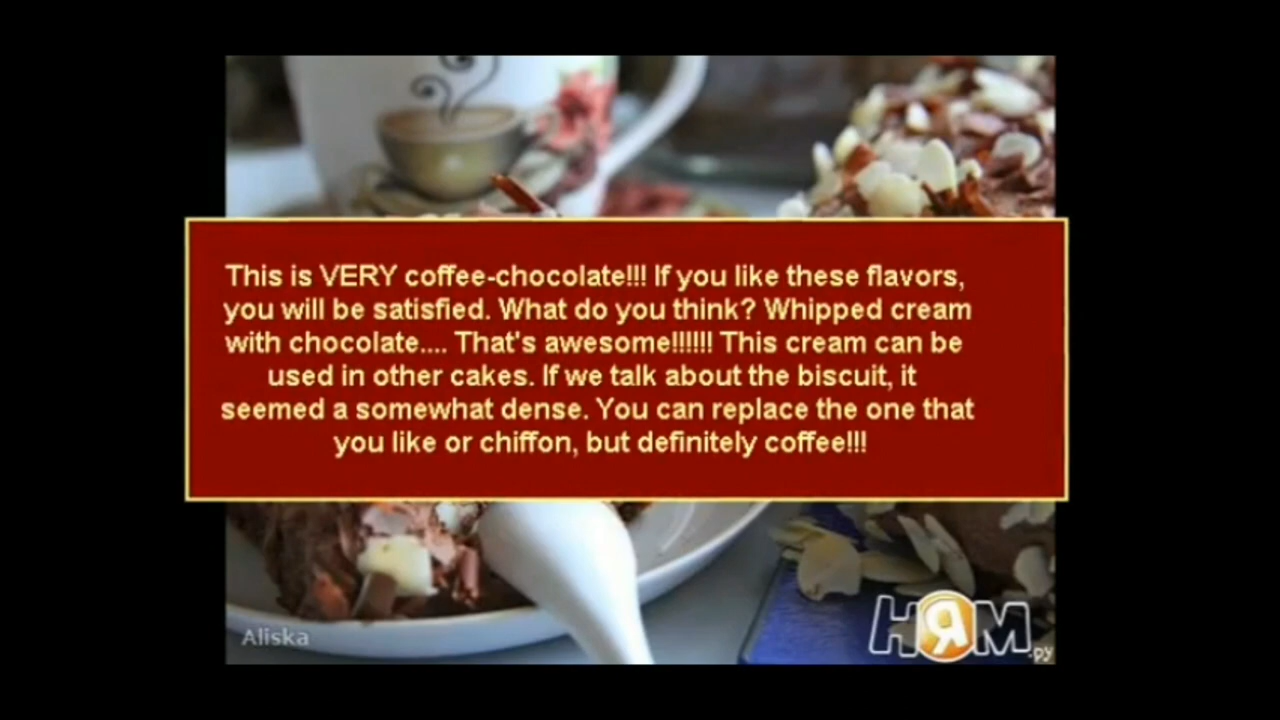 This is VERY coffee-chocolate!!! If you like these flavors,
you will be satisfied. What do you think? Whipped cream
with chocolate.... That's awesome!!!!!! This cream can be
used in other cakes. If we talk about the biscuit, it
seemed a somewhat dense. You can replace the one that
you like or chiffon, but definitely coffee!!!
Aliska
НЯМ.ру